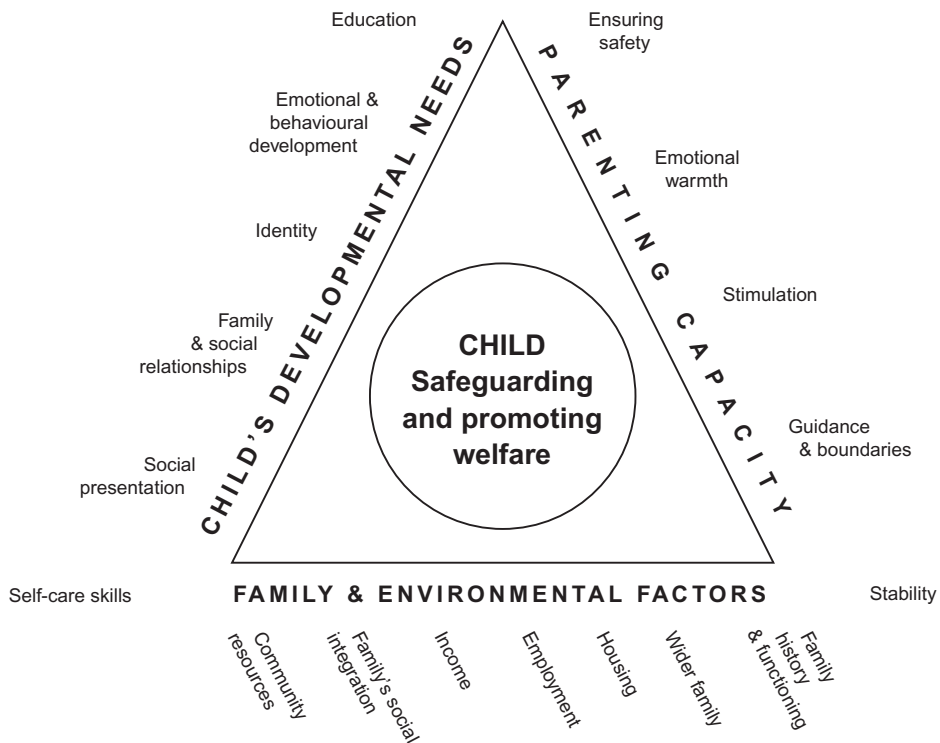 Education
Emotional &
behavioural
development
Identity
Family
& social
relationships
Social
presentation
Self-care skills
CHILD'S DEVELOPMENTAL NEEDS
Ensuring
safety
Emotional
warmth
Stimulation
Guidance
& boundaries
Stability
PARENTING CAPACITY
CHILD
Safeguarding
and promoting
welfare
FAMILY & ENVIRONMENTAL FACTORS
Community
resources
Family's social
integration
Income
Employment
Housing
Wider family
Family
history
& functioning